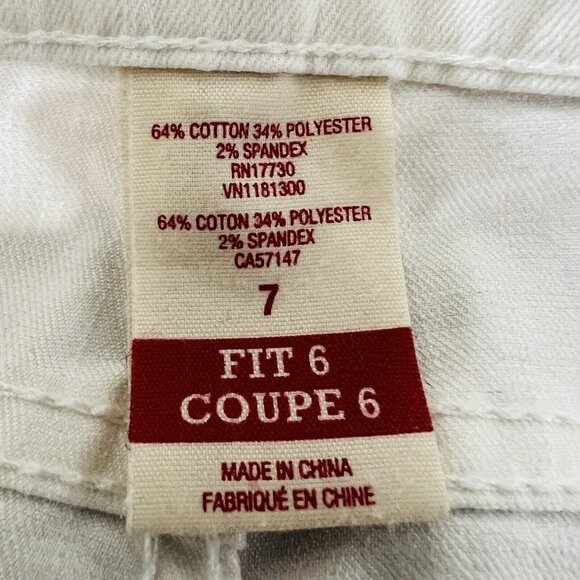 64% COTTON 34% POLYESTER
2% SPANDEX
RN17730
VN1181300
64% COTON 34% POLYESTER
2% SPANDEX
CA57147
7
FIT 6
COUPE 6
MADE IN CHINA
FABRIQUÉ EN CHINE